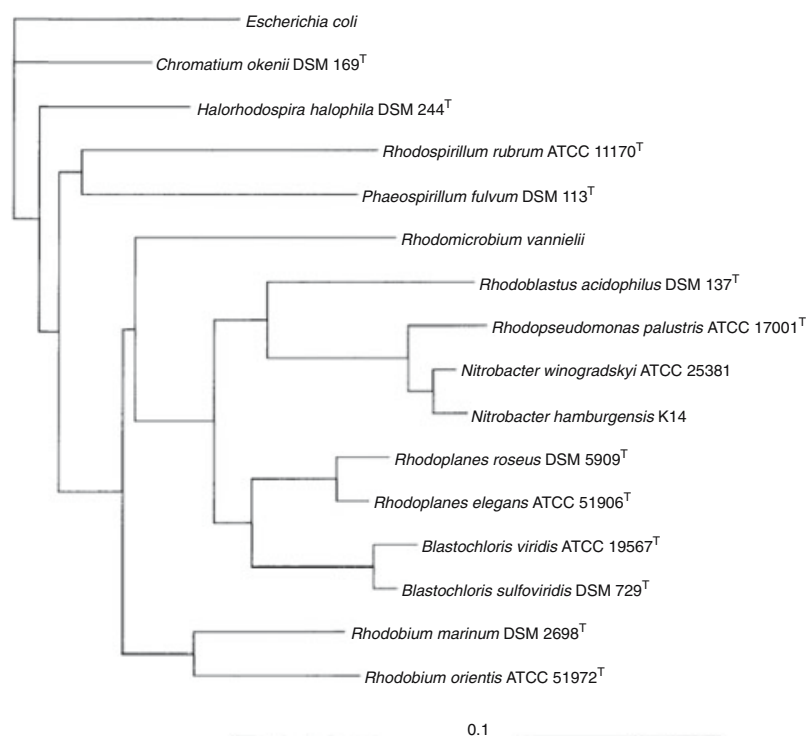 Escherichia coli
Chromatium okenii DSM 169ᵀ
Halorhodospira halophila DSM 244ᵀ
Rhodospirillum rubrum ATCC 11170ᵀ
Phaeospirillum fulvum DSM 113ᵀ
Rhodomicrobium vannielii
Rhodoblastus acidophilus DSM 137ᵀ
Rhodopseudomonas palustris ATCC 17001ᵀ
Nitrobacter winogradskyi ATCC 25381
Nitrobacter hamburgensis K14
Rhodoplanes roseus DSM 5909ᵀ
Rhodoplanes elegans ATCC 51906ᵀ
Blastochloris viridis ATCC 19567ᵀ
Blastochloris sulfoviridis DSM 729ᵀ
Rhodobium marinum DSM 2698ᵀ
Rhodobium orientis ATCC 51972ᵀ
0.1